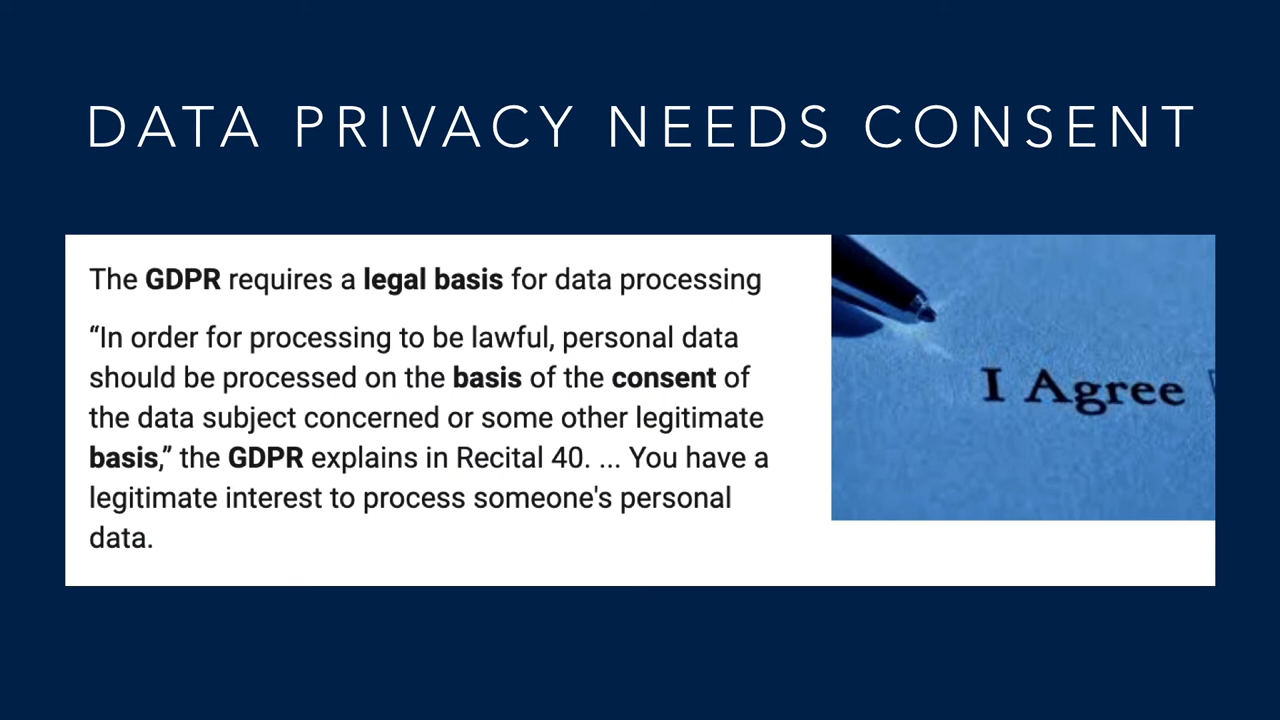 DATA PRIVACY NEEDS CONSENT
The GDPR requires a legal basis for data processing
“In order for processing to be lawful, personal data
should be processed on the basis of the consent of
the data subject concerned or some other legitimate
basis,” the GDPR explains in Recital 40. ... You have a
legitimate interest to process someone's personal
data.
I Agree